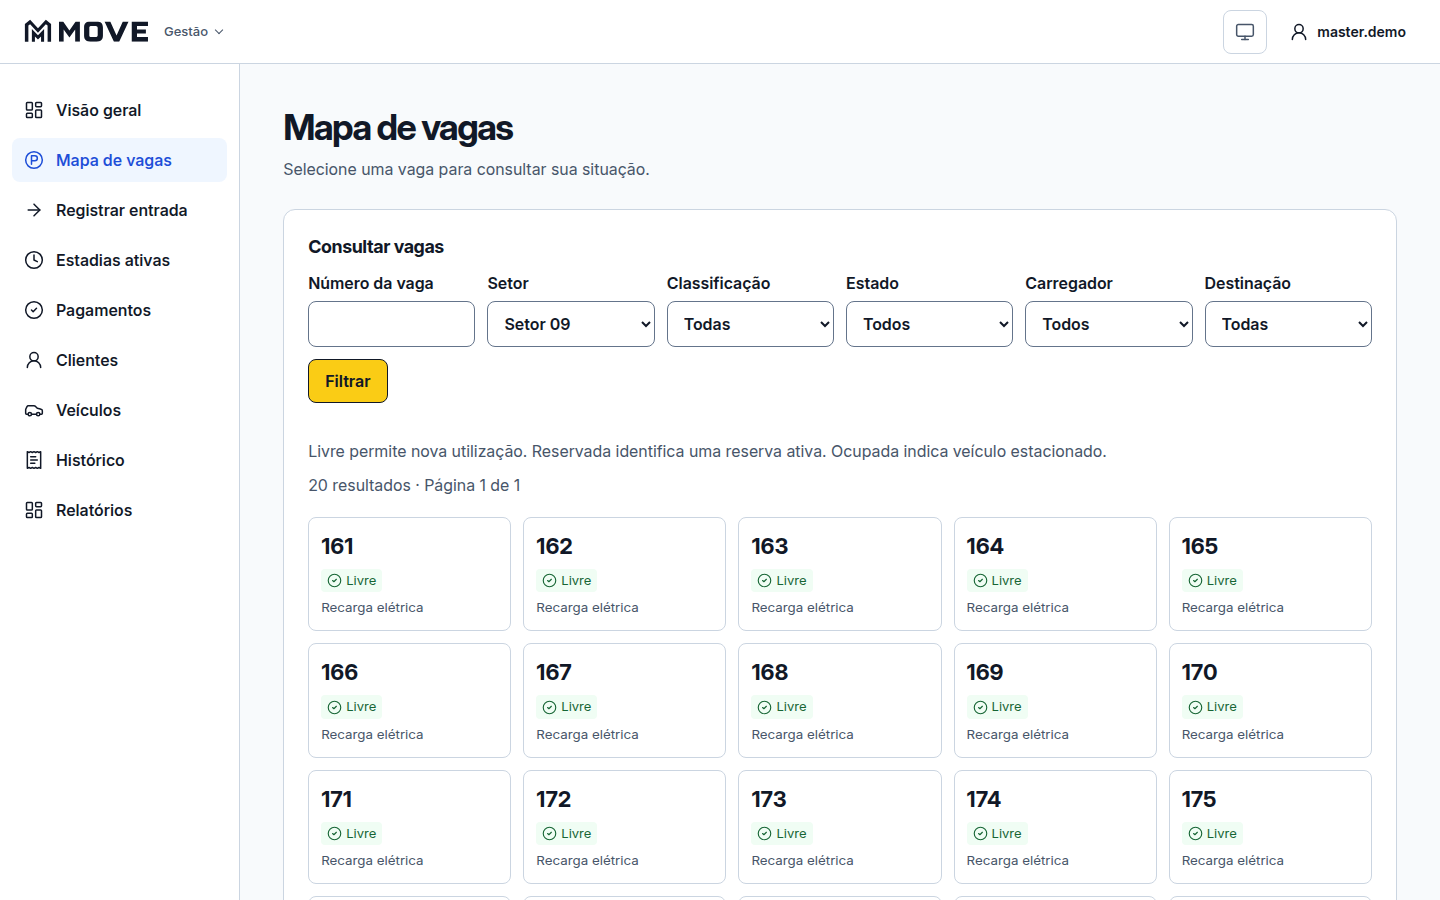 MOVE
Gestão
master.demo
Visão geral
Mapa de vagas
Registrar entrada
Estadias ativas
Pagamentos
Clientes
Veículos
Histórico
Relatórios
Mapa de vagas
Selecione uma vaga para consultar sua situação.
Consultar vagas
Número da vaga Setor Classificação Estado Carregador Destinação
Setor 09 Todas Todos Todos Todas
Filtrar
Livre permite nova utilização. Reservada identifica uma reserva ativa. Ocupada indica veículo estacionado.
20 resultados · Página 1 de 1
161 162 163 164 165
Livre Livre Livre Livre Livre
Recarga elétrica Recarga elétrica Recarga elétrica Recarga elétrica Recarga elétrica
166 167 168 169 170
Livre Livre Livre Livre Livre
Recarga elétrica Recarga elétrica Recarga elétrica Recarga elétrica Recarga elétrica
171 172 173 174 175
Livre Livre Livre Livre Livre
Recarga elétrica Recarga elétrica Recarga elétrica Recarga elétrica Recarga elétrica